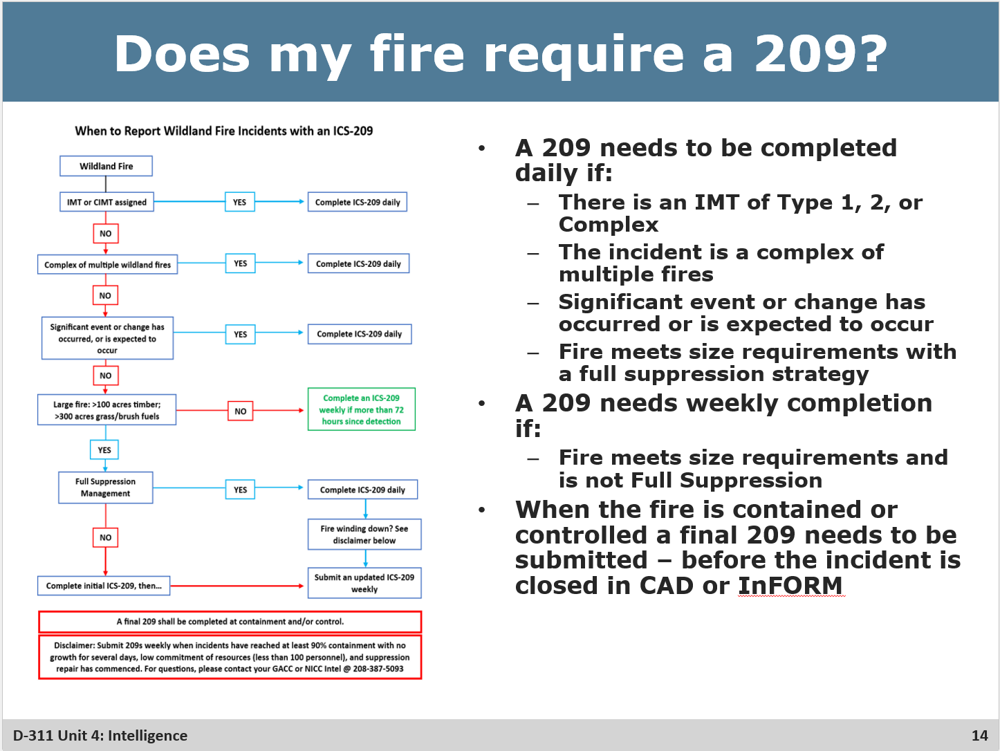 Does my fire require a 209?
When to Report Wildland Fire Incidents with an ICS-209
Wildland Fire
IMT or CIMT assigned
YES
Complete ICS-209 daily
NO
Complex of multiple wildland fires
YES
Complete ICS-209 daily
NO
Significant event or change has
occurred, or is expected to
occur
YES
Complete ICS-209 daily
NO
Large fire: >100 acres timber;
>300 acres grass/brush fuels
NO
Complete an ICS-209
weekly if more than 72
hours since detection
YES
Full Suppression
Management
YES
Complete ICS-209 daily
Fire winding down? See
disclaimer below
NO
Complete initial ICS-209, then...
Submit an updated ICS-209
weekly
A final 209 shall be completed at containment and/or control.
Disclaimer: Submit 209s weekly when incidents have reached at least 90% containment with no
growth for several days, low commitment of resources (less than 100 personnel), and suppression
repair has commenced. For questions, please contact your GACC or NICC Intel @ 208-387-5093
• A 209 needs to be completed
daily if:
– There is an IMT of Type 1, 2, or
Complex
– The incident is a complex of
multiple fires
– Significant event or change has
occurred or is expected to occur
– Fire meets size requirements with
a full suppression strategy
• A 209 needs weekly completion
if:
– Fire meets size requirements and
is not Full Suppression
• When the fire is contained or
controlled a final 209 needs to be
submitted – before the incident is
closed in CAD or InFORM
D-311 Unit 4: Intelligence
14